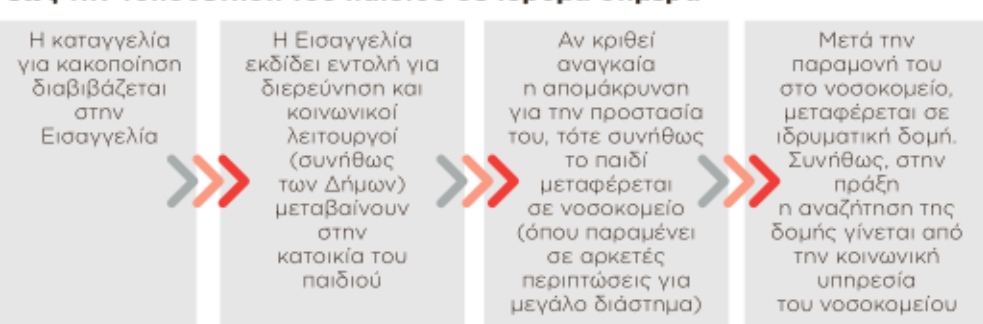 Η καταγγελία
για κακοποίηση
διαβιβάζεται
στην
Εισαγγελία
Η Εισαγγελία
εκδίδει εντολή για
διερεύνηση και
κοινωνικοί
λειτουργοί
(συνήθως
των Δήμων)
μεταβαίνουν
στην
κατοικία του
παιδιού
Αν κριθεί
αναγκαία
η απομάκρυνση
για την προστασία
του, τότε συνήθως
το παιδί
μεταφέρεται
σε νοσοκομείο
(όπου παραμένει
σε αρκετές
περιπτώσεις για
μεγάλο διάστημα)
Μετά την
παραμονή του
στο νοσοκομείο,
μεταφέρεται σε
ιδρυματική δομή.
Συνήθως, στην
πράξη
η αναζήτηση της
δομής γίνεται από
την κοινωνική
υπηρεσία
του νοσοκομείου